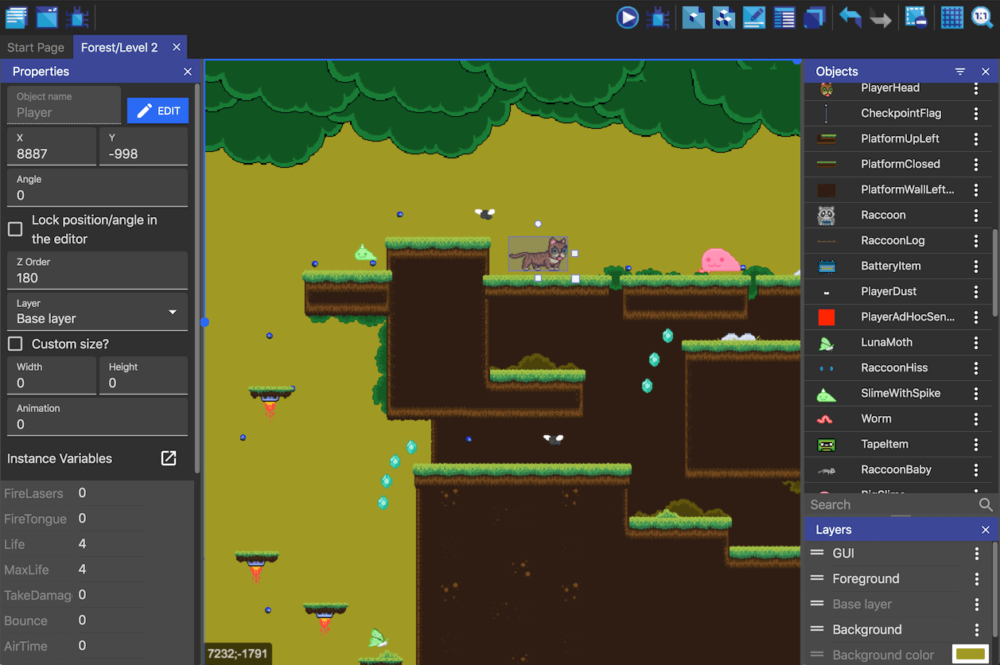 1:1
Start Page
Forest/Level 2
Properties
Object name
Player
EDIT
X
8887
Y
-998
Angle
0
Lock position/angle in
the editor
Z Order
180
Layer
Base layer
Custom size?
Width
0
Height
0
Animation
0
Instance Variables
FireLasers 0
FireTongue 0
Life 4
MaxLife 4
TakeDamag 0
Bounce 0
AirTime 0
7232;-1791
Objects
PlayerHead
CheckpointFlag
PlatformUpLeft
PlatformClosed
PlatformWallLeft...
Raccoon
RaccoonLog
BatteryItem
PlayerDust
PlayerAdHocSen...
LunaMoth
RaccoonHiss
SlimeWithSpike
Worm
TapeItem
RaccoonBaby
BigSlime
Search
Layers
GUI
Foreground
Base layer
Background
Background color